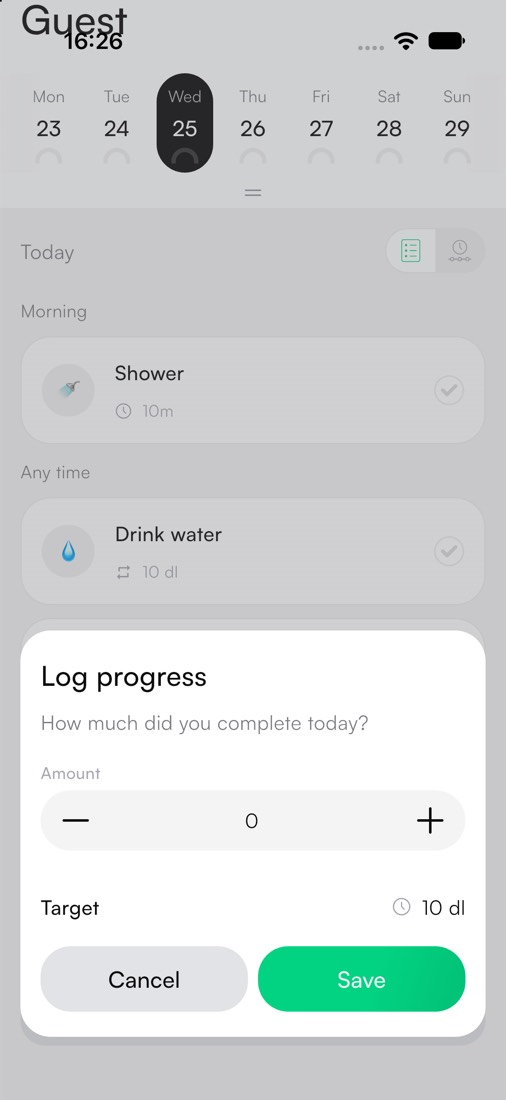 Guest
16:26
Mon Tue Wed Thu Fri Sat Sun
23 24 25 26 27 28 29
Today
Morning
Shower
10m
Any time
Drink water
10 dl
Log progress
How much did you complete today?
Amount
0
Target 10 dl
Cancel Save